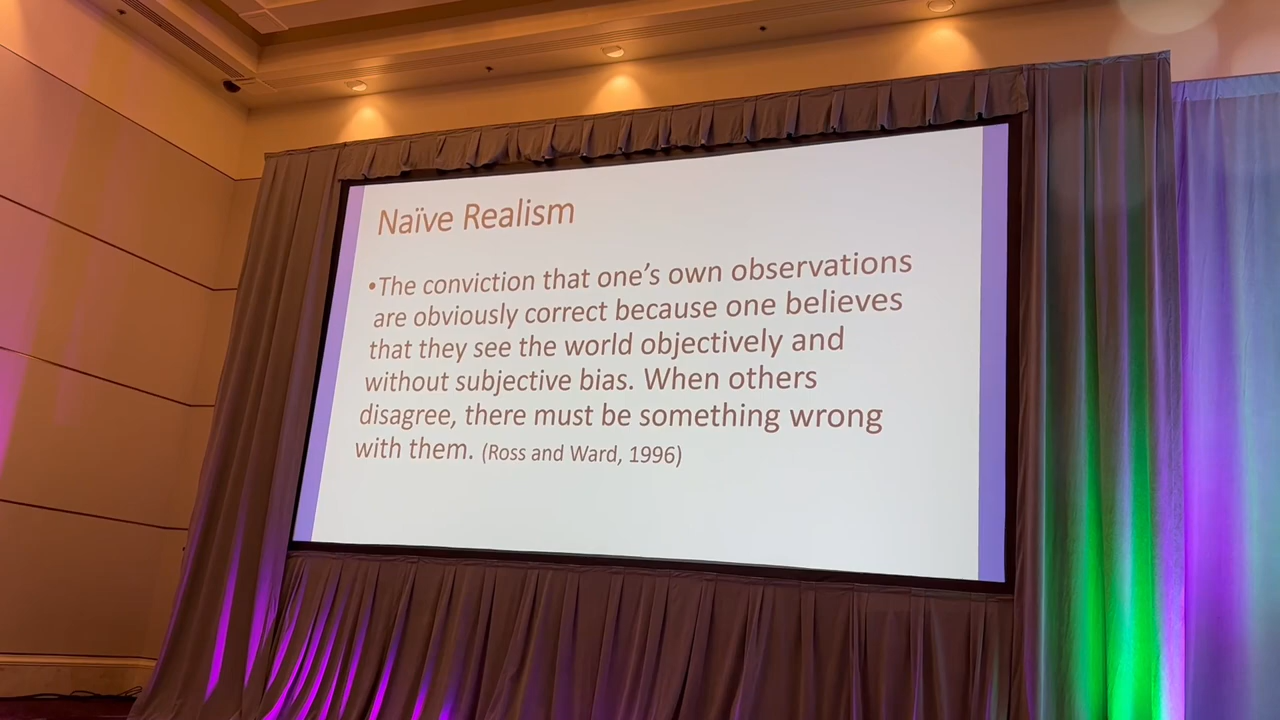 Naïve Realism
•The conviction that one’s own observations
are obviously correct because one believes
that they see the world objectively and
without subjective bias. When others
disagree, there must be something wrong
with them. (Ross and Ward, 1996)